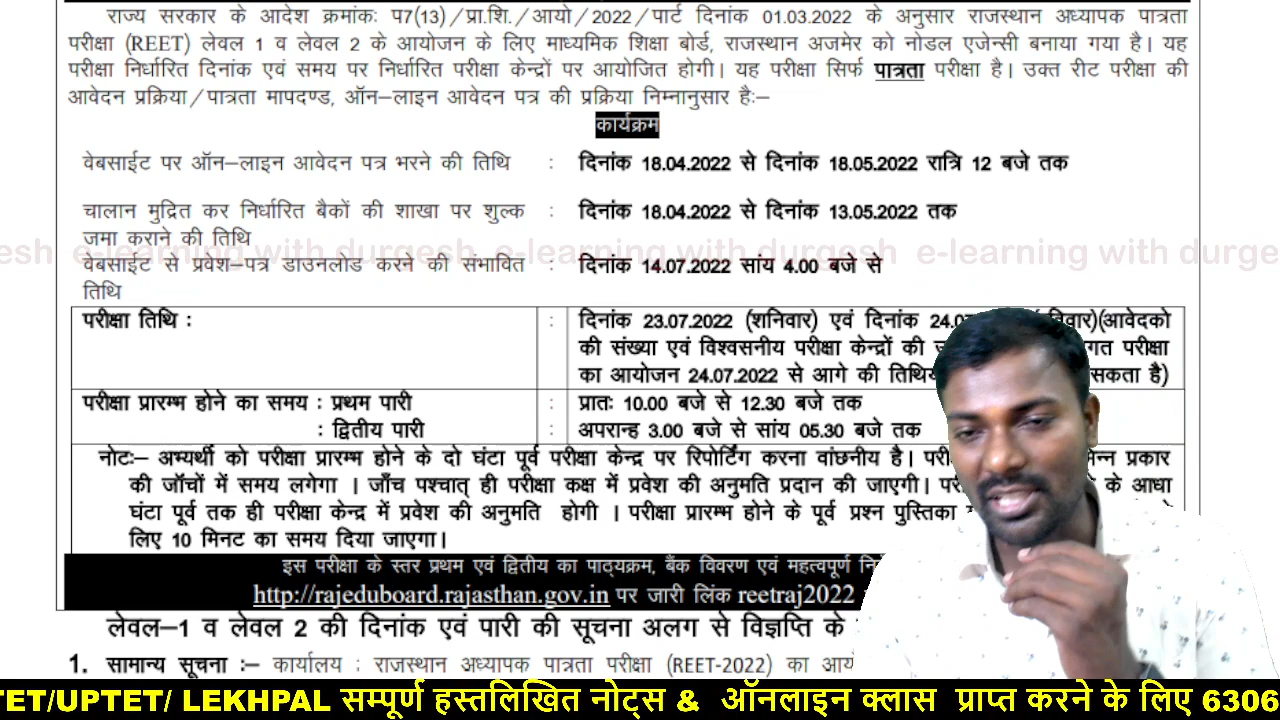 राज्य सरकार के आदेश क्रमांकः प7(13)/प्रा.शि./आयो/2022/पार्ट दिनांक 01.03.2022 के अनुसार राजस्थान अध्यापक पात्रता
परीक्षा (REET) लेवल 1 व लेवल 2 के आयोजन के लिए माध्यमिक शिक्षा बोर्ड, राजस्थान अजमेर को नोडल एजेन्सी बनाया गया है। यह
परीक्षा निर्धारित दिनांक एवं समय पर निर्धारित परीक्षा केन्द्रों पर आयोजित होगी। यह परीक्षा सिर्फ पात्रता परीक्षा है। उक्त रीट परीक्षा की
आवेदन प्रक्रिया/पात्रता मापदण्ड, ऑन–लाइन आवेदन पत्र की प्रक्रिया निम्नानुसार हैः–
कार्यक्रम
वेबसाईट पर ऑन–लाइन आवेदन पत्र भरने की तिथि : दिनांक 18.04.2022 से दिनांक 18.05.2022 रात्रि 12 बजे तक
चालान मुद्रित कर निर्धारित बैकों की शाखा पर शुल्क : दिनांक 18.04.2022 से दिनांक 13.05.2022 तक
जमा कराने की तिथि
esh e-learning with durgesh e-learning with durge
वेबसाईट से प्रवेश–पत्र डाउनलोड करने की संभावित : दिनांक 14.07.2022 सांय 4.00 बजे से
तिथि
परीक्षा तिथि : : दिनांक 23.07.2022 (शनिवार) एवं दिनांक 24.0 (आवेदको
की संख्या एवं विश्वसनीय परीक्षा केन्द्रों की गत परीक्षा
का आयोजन 24.07.2022 से आगे की सकता है)
परीक्षा प्रारम्भ होने का समय : प्रथम पारी : प्रातः 10.00 बजे से 12.30 बजे तक
: द्वितीय पारी : अपरान्ह 3.00 बजे से सांय 05.30 बजे तक
नोटः– अभ्यर्थी को परीक्षा प्रारम्भ होने के दो घंटा पूर्व परीक्षा केन्द्र पर रिपोर्टिंग करना वांछनीय है। प्रकार
की जॉंचों में समय लगेगा । जाँच पश्चात् ही परीक्षा कक्ष में प्रवेश की अनुमति प्रदान की जाएगी। के आधा
घंटा पूर्व तक ही परीक्षा केन्द्र में प्रवेश की अनुमति होगी । परीक्षा प्रारम्भ होने के पूर्व प्रश्न पुस्तिका
लिए 10 मिनट का समय दिया जाएगा।
इस परीक्षा के स्तर प्रथम एवं द्वितीय का पाठ्यक्रम, बैंक विवरण एवं महत्वपूर्ण
http://rajeduboard.rajasthan.gov.in पर जारी लिंक reetraj2022
लेवल–1 व लेवल 2 की दिनांक एवं पारी की सूचना अलग से विज्ञप्ति के
1. सामान्य सूचना :– कार्यालय : राजस्थान अध्यापक पात्रता परीक्षा (REET-2022) का
TET/UPTET/ LEKHPAL सम्पूर्ण हस्तलिखित नोट्स & ऑनलाइन क्लास प्राप्त करने के लिए 6306